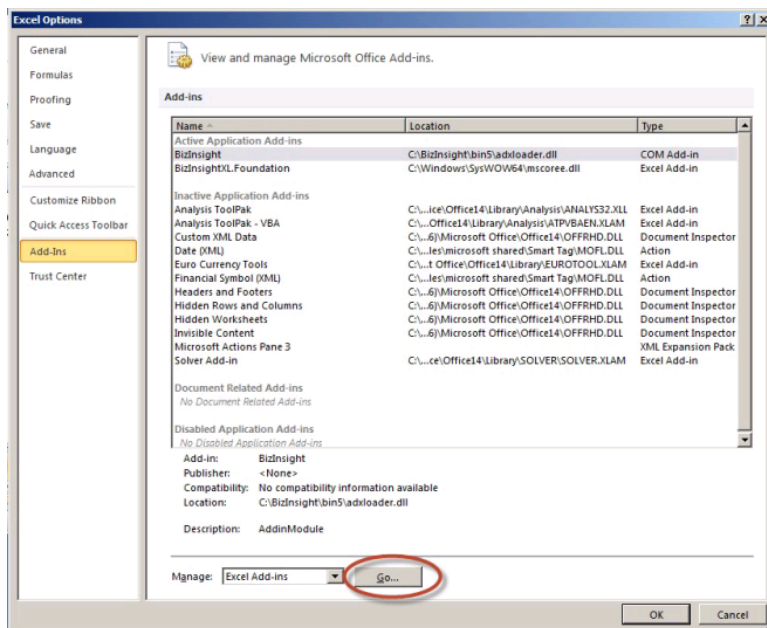 Excel Options
General
Formulas
Proofing
Save
Language
Advanced
Customize Ribbon
Quick Access Toolbar
Add-Ins
Trust Center
View and manage Microsoft Office Add-ins.
Add-ins
Name Location Type
Active Application Add-ins
BizInsight C:\BizInsight\bin5\adxloader.dll COM Add-in
BizInsightXL.Foundation C:\Windows\SysWOW64\mscoree.dll Excel Add-in
Inactive Application Add-ins
Analysis ToolPak C:\...ice\Office14\Library\Analysis\ANALYS32.XLL Excel Add-in
Analysis ToolPak - VBA C:\...Office14\Library\Analysis\ATPVBAEN.XLAM Excel Add-in
Custom XML Data C:\...6)\Microsoft Office\Office14\OFFRHD.DLL Document Inspector
Date (XML) C:\...les\microsoft shared\Smart Tag\MOFL.DLL Action
Euro Currency Tools C:\...t Office\Office14\Library\EUROTOOL.XLAM Excel Add-in
Financial Symbol (XML) C:\...les\microsoft shared\Smart Tag\MOFL.DLL Action
Headers and Footers C:\...6)\Microsoft Office\Office14\OFFRHD.DLL Document Inspector
Hidden Rows and Columns C:\...6)\Microsoft Office\Office14\OFFRHD.DLL Document Inspector
Hidden Worksheets C:\...6)\Microsoft Office\Office14\OFFRHD.DLL Document Inspector
Invisible Content C:\...6)\Microsoft Office\Office14\OFFRHD.DLL Document Inspector
Microsoft Actions Pane 3 XML Expansion Pack
Solver Add-in C:\...ce\Office14\Library\SOLVER\SOLVER.XLAM Excel Add-in
Document Related Add-ins
No Document Related Add-ins
Disabled Application Add-ins
No Disabled Application Add-ins
Add-in: BizInsight
Publisher: <None>
Compatibility: No compatibility information available
Location: C:\BizInsight\bin5\adxloader.dll
Description: AddinModule
Manage: Excel Add-ins Go...
OK Cancel